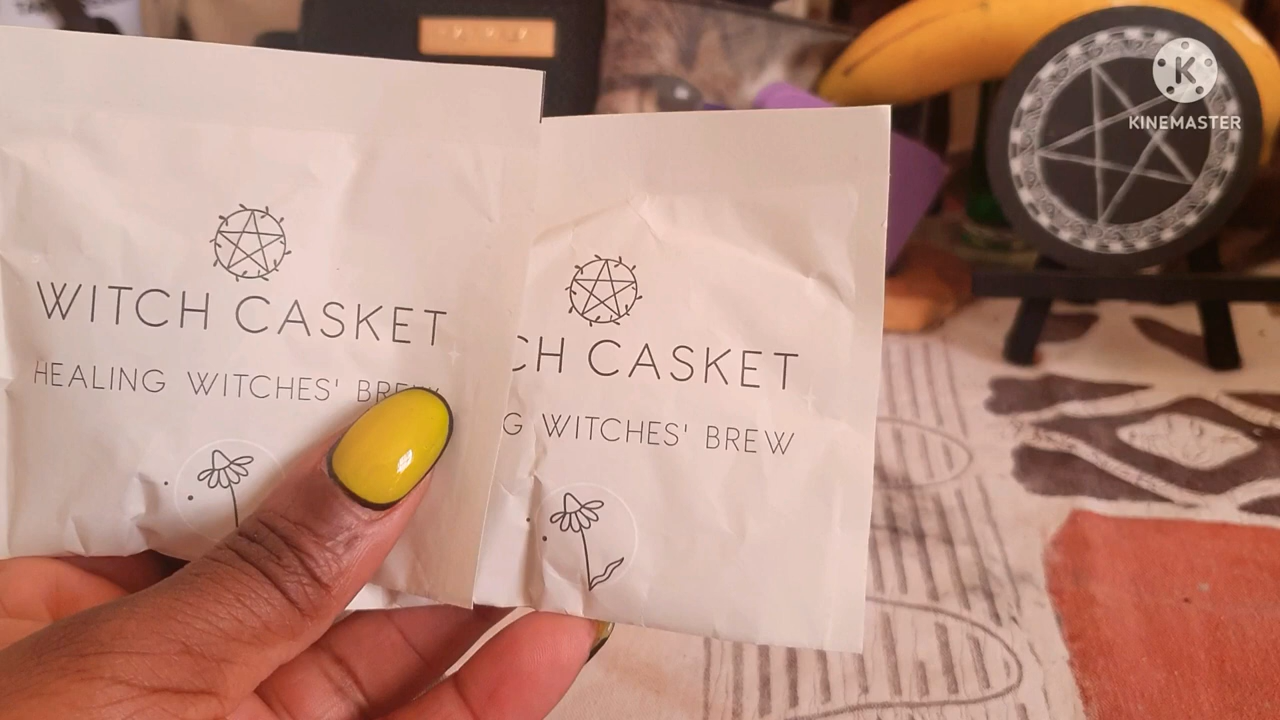 WITCH CASKET
HEALING WITCHES' BREW
CH CASKET
G WITCHES' BREW
K
KINEMASTER